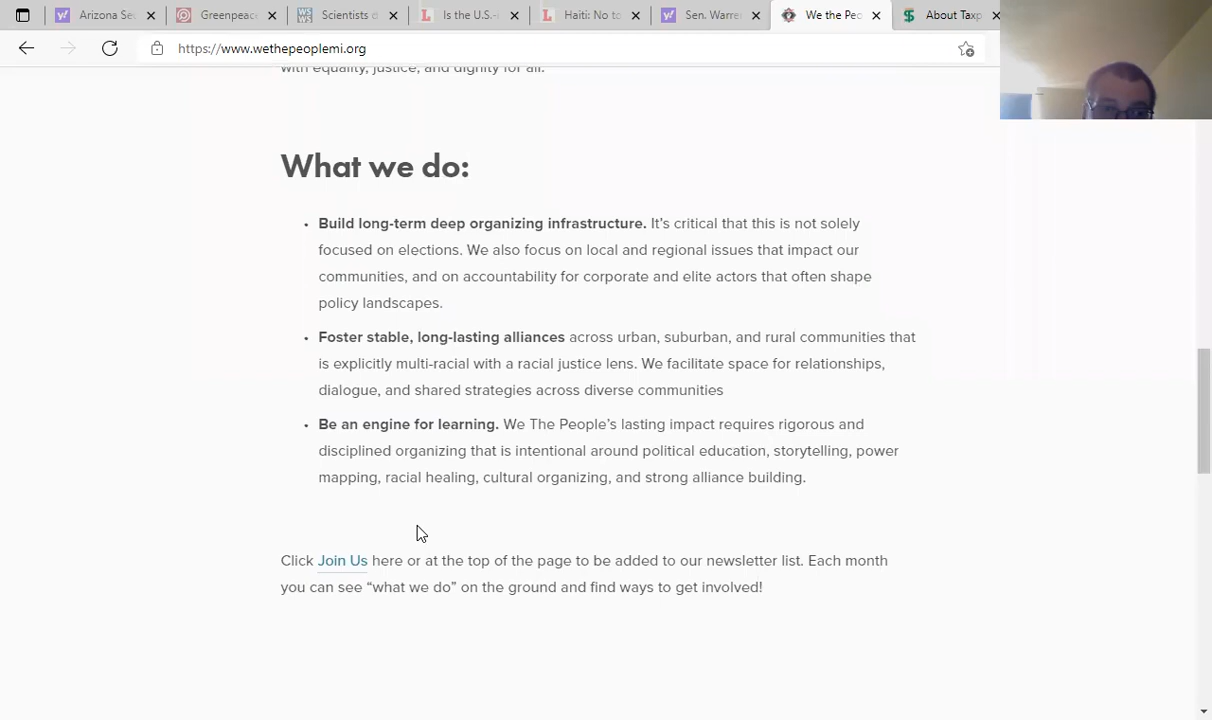 Arizona Se
Greenpeac
Scientists d
Is the U.S.-
Haiti: No to
Sen. Warre
We the Peo
About Taxp
https://www.wethepeoplemi.org
with equality, justice, and dignity for all.
What we do:
• Build long-term deep organizing infrastructure. It’s critical that this is not solely
focused on elections. We also focus on local and regional issues that impact our
communities, and on accountability for corporate and elite actors that often shape
policy landscapes.
• Foster stable, long-lasting alliances across urban, suburban, and rural communities that
is explicitly multi-racial with a racial justice lens. We facilitate space for relationships,
dialogue, and shared strategies across diverse communities
• Be an engine for learning. We The People’s lasting impact requires rigorous and
disciplined organizing that is intentional around political education, storytelling, power
mapping, racial healing, cultural organizing, and strong alliance building.
Click Join Us here or at the top of the page to be added to our newsletter list. Each month
you can see “what we do” on the ground and find ways to get involved!